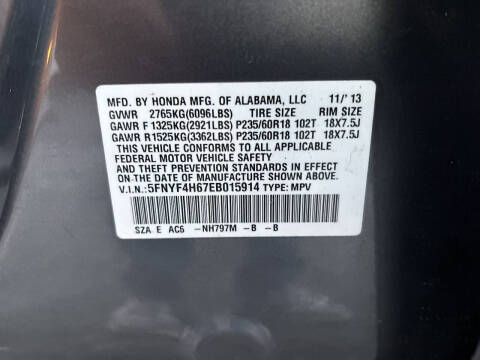 MFD. BY HONDA MFG. OF ALABAMA, LLC 11/'13
GVWR 2765KG(6096LBS) TIRE SIZE RIM SIZE
GAWR F 1325KG(2921LBS) P235/60R18 102T 18X7.5J
GAWR R 1525KG(3362LBS) P235/60R18 102T 18X7.5J
THIS VEHICLE CONFORMS TO ALL APPLICABLE
FEDERAL MOTOR VEHICLE SAFETY
AND THEFT PREVENTION STANDARDS IN
EFFECT ON THE DATE OF MANUFACTURE SHOWN ABOVE.
V.I.N.: 5FNYF4H67EB015914 TYPE: MPV
SZA E AC5 -NH797M -B -B